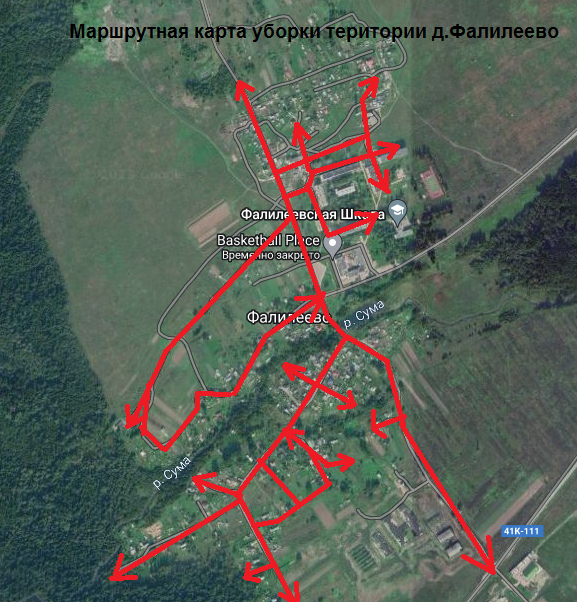 Маршрутная карта уборки територии д.Фалилеево
Фалилеевская Школа
Basketball Place
Временно закрыто
Фалилеево
р. Сума
р. Сума
41К-111